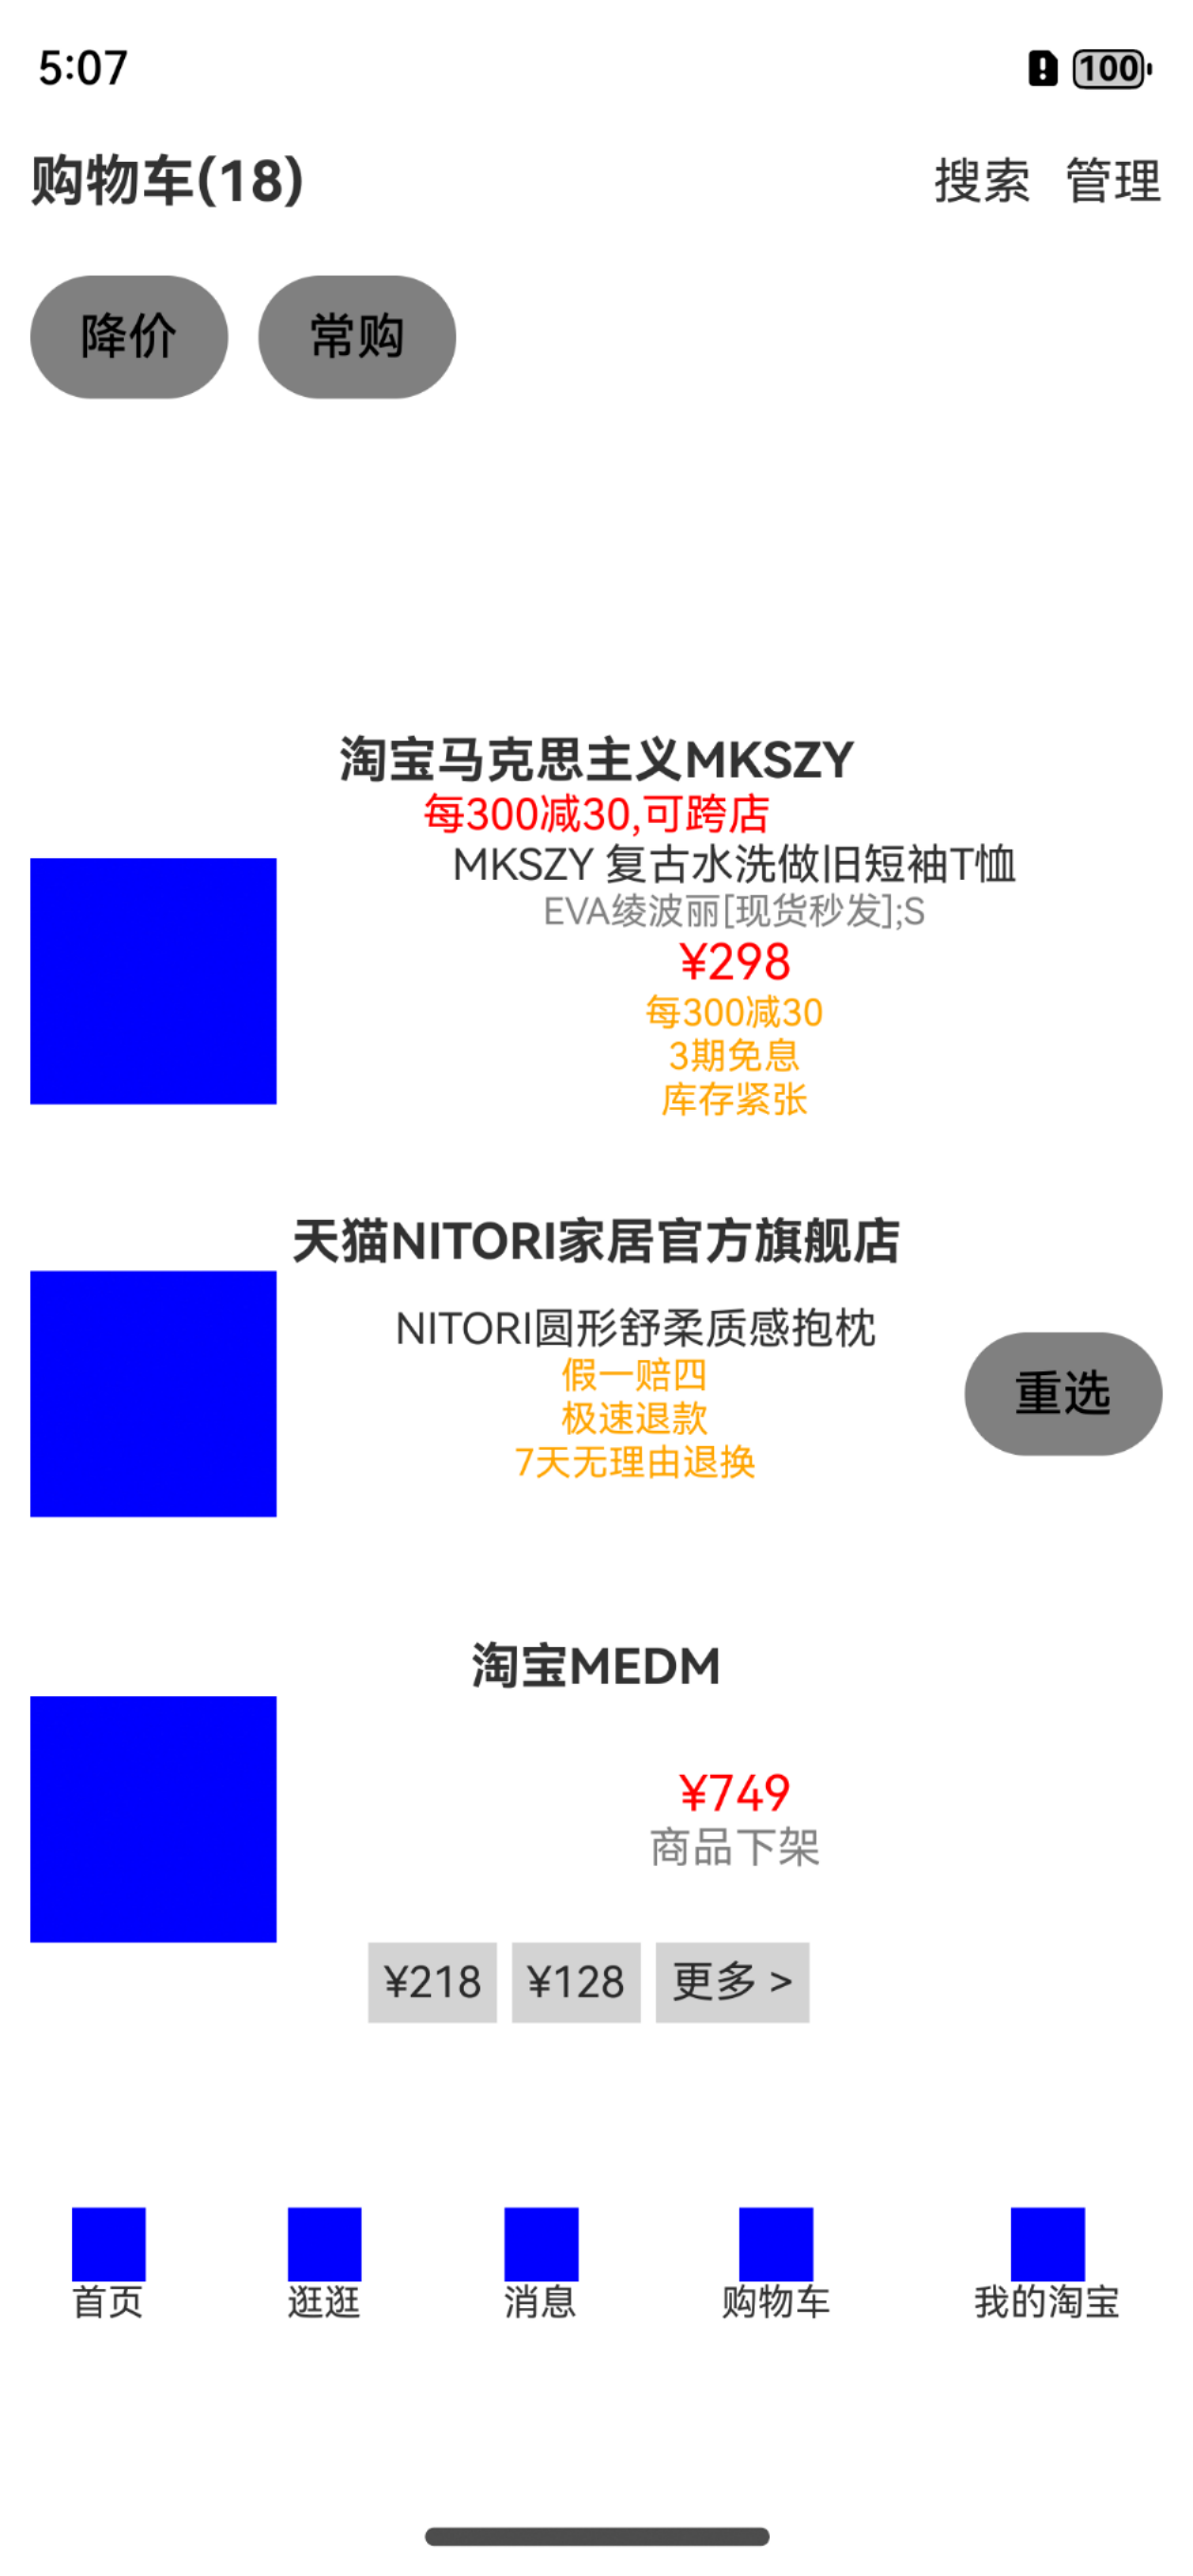 5:07
100
购物车(18)
搜索 管理
降价 常购
淘宝马克思主义MKSZY
每300减30,可跨店
MKSZY 复古水洗做旧短袖T恤
EVA绫波丽[现货秒发];S
¥298
每300减30
3期免息
库存紧张
天猫NITORI家居官方旗舰店
NITORI圆形舒柔质感抱枕
假一赔四
极速退款
7天无理由退换
重选
淘宝MEDM
¥749
商品下架
¥218 ¥128 更多 >
首页 逛逛 消息 购物车 我的淘宝